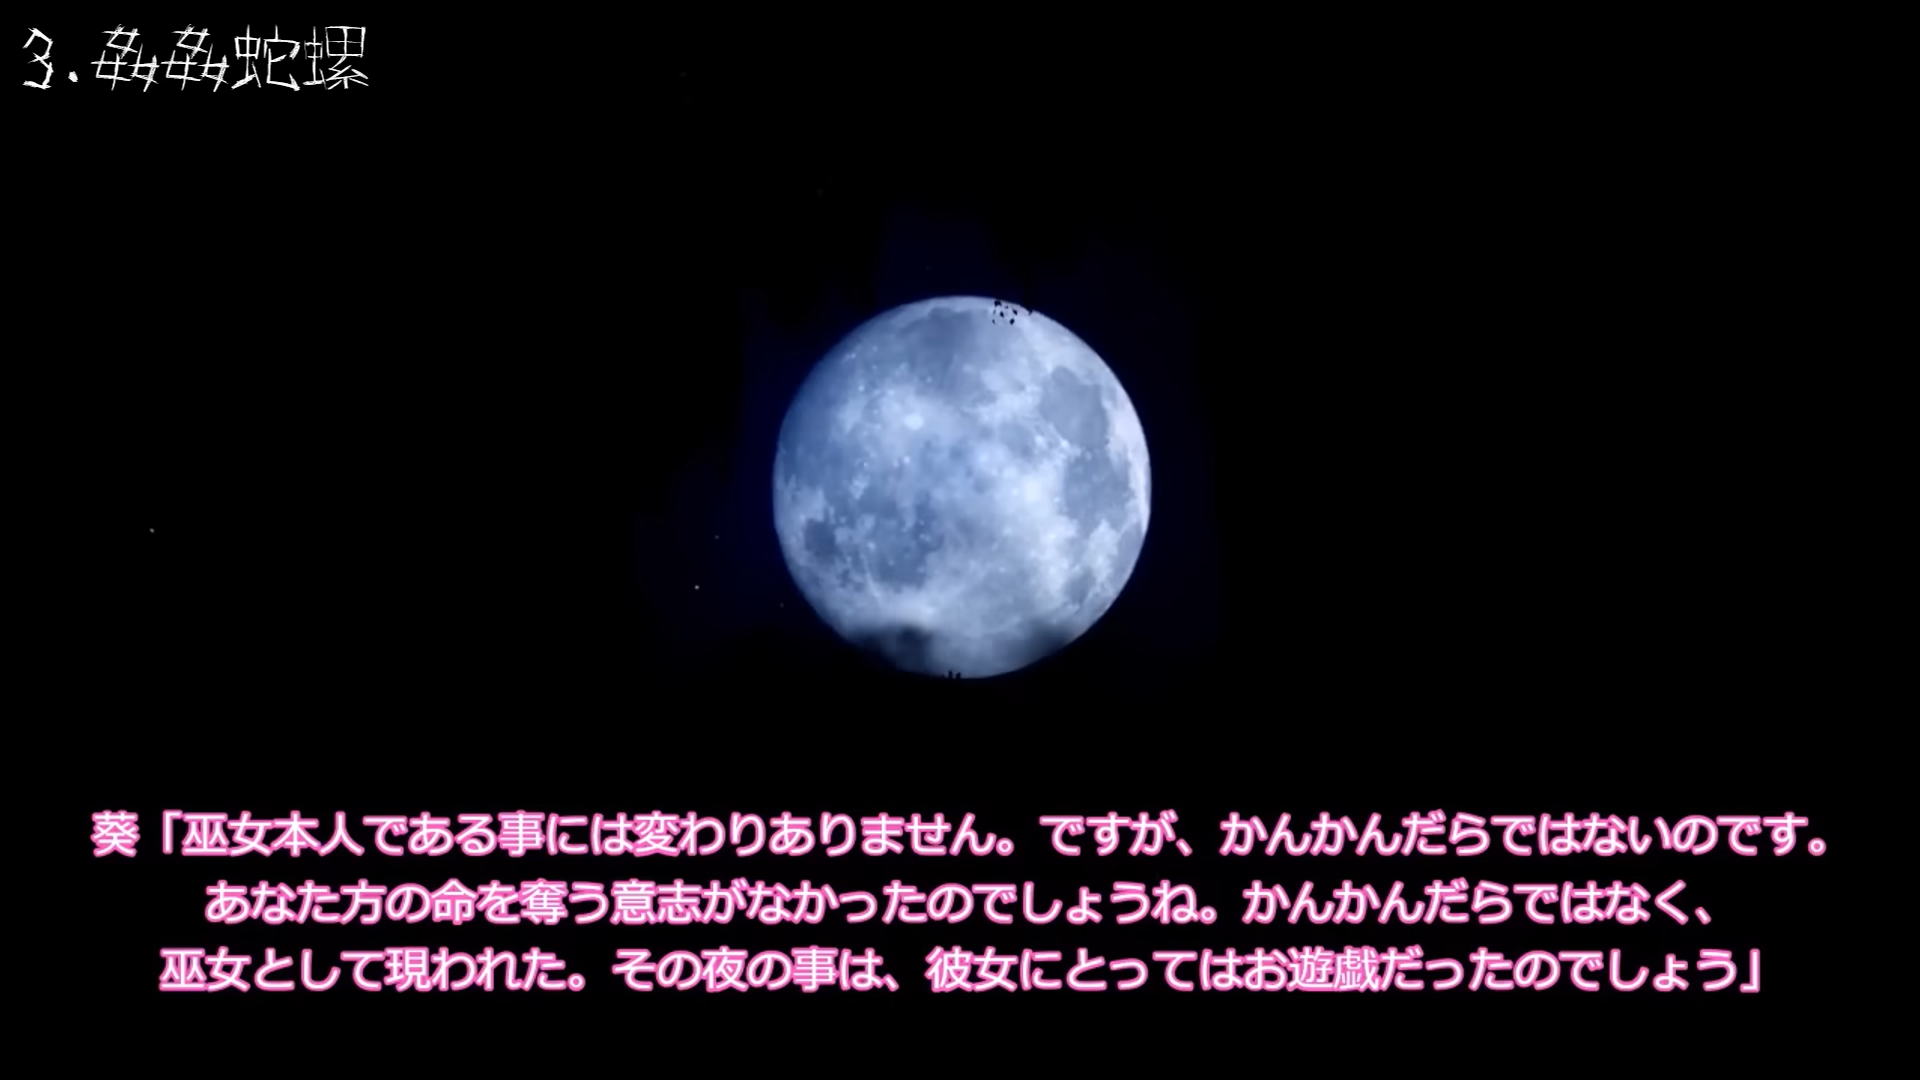 3.姦姦蛇螺
葵「巫女本人である事には変わりありません。ですが、かんかんだらではないのです。
あなた方の命を奪う意志がなかったのでしょうね。かんかんだらではなく、
巫女として現われた。その夜の事は、彼女にとってはお遊戯だったのでしょう」